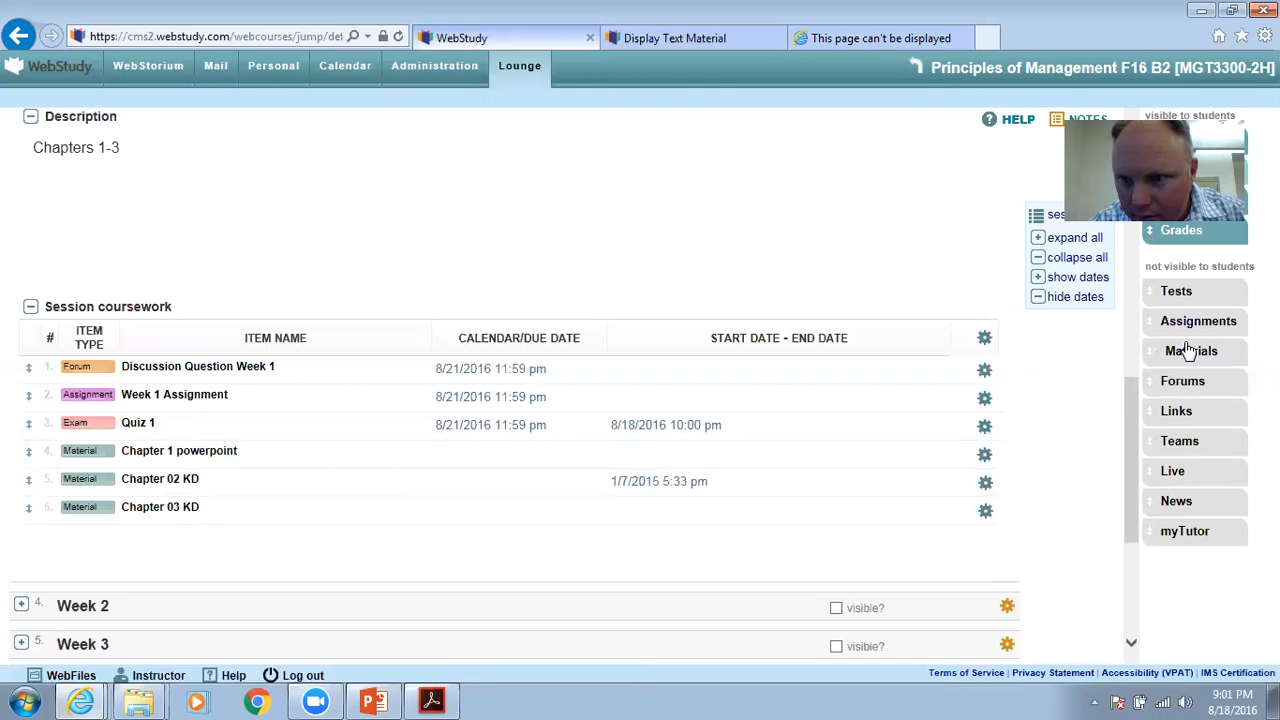 https://cms2.webstudy.com/webcourses/jump/def
WebStudy
Display Text Material
This page can't be displayed
WebStudy
WebStorium
Mail
Personal
Calendar
Administration
Lounge
Principles of Management F16 B2 [MGT3300-2H]
Description
HELP
NOTES
visible to students
Chapters 1-3
expand all
collapse all
show dates
hide dates
Grades
not visible to students
Tests
Assignments
Materials
Forums
Links
Teams
Live
News
myTutor
Session coursework
# ITEM TYPE ITEM NAME CALENDAR/DUE DATE START DATE - END DATE
1. Forum Discussion Question Week 1 8/21/2016 11:59 pm
2. Assignment Week 1 Assignment 8/21/2016 11:59 pm
3. Exam Quiz 1 8/21/2016 11:59 pm 8/18/2016 10:00 pm
4. Material Chapter 1 powerpoint
5. Material Chapter 02 KD 1/7/2015 5:33 pm
6. Material Chapter 03 KD
4. Week 2 visible?
5. Week 3 visible?
WebFiles
Instructor
Help
Log out
Terms of Service | Privacy Statement | Accessibility (VPAT) | IMS Certification
9:01 PM
8/18/2016